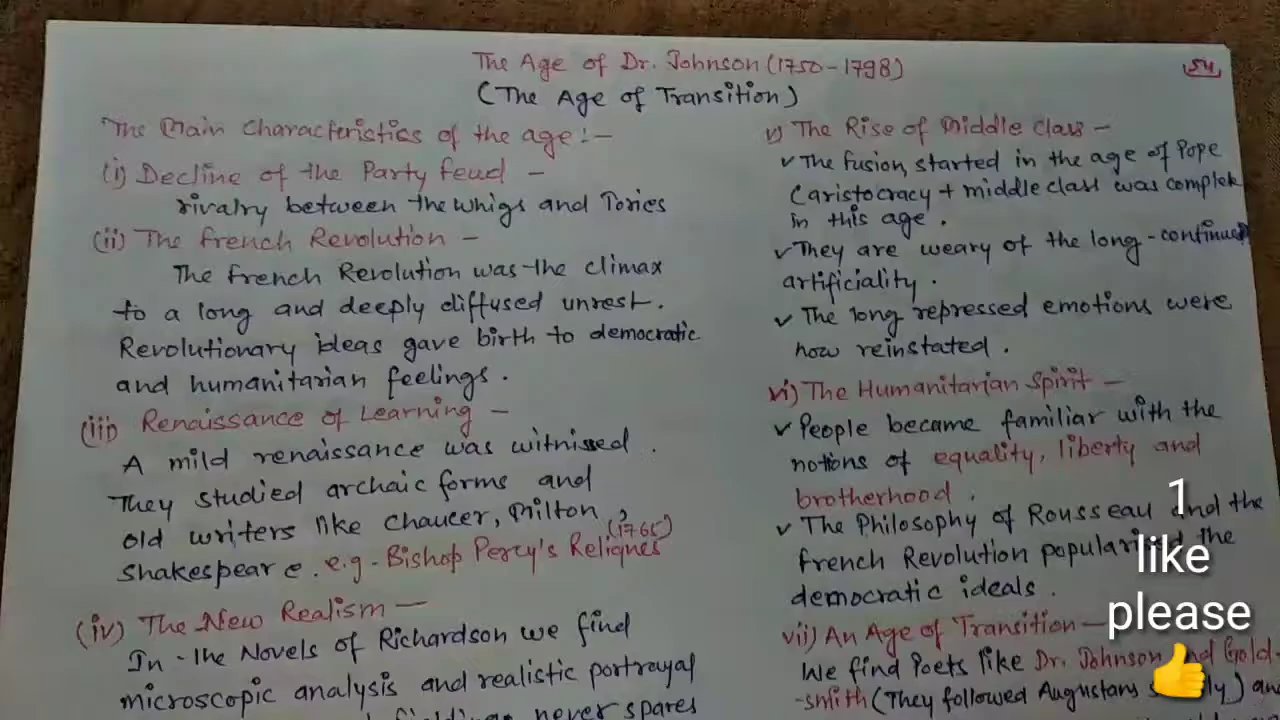 The Age of Dr. Johnson (1750-1798)
54
(The Age of Transition)
The Main Characteristics of the age:-
(i) Decline of the Party feud -
rivalry between the whigs and Tories
(ii) The French Revolution -
The French Revolution was the climax
to a long and deeply diffused unrest.
Revolutionary ideas gave birth to democratic
and humanitarian feelings.
(iii) Renaissance of Learning -
A mild renaissance was witnissed.
They studied archaic forms and
old writers like Chaucer, Milton,
Shakespeare. e.g - Bishop Percy's Reliques (1765)
(iv) The New Realism -
In the Novels of Richardson we find
microscopic analysis and realistic portrayal
never spares
v) The Rise of Middle Class -
✓ The fusion, started in the age of Pope
(aristocracy + middle class was complete
in this age.
✓ They are weary of the long-continued
artificiality.
✓ The long repressed emotions were
now reinstated.
vi) The Humanitarian Spirit -
✓ People became familiar with the
notions of equality, liberty and
brotherhood.
✓ The Philosophy of Rousseau and the
French Revolution popularised the
democratic ideals.
vii) An Age of Transition -
We find Poets like Dr. Johnson and Gold-
-smith (They followed Augustans
1
like
please